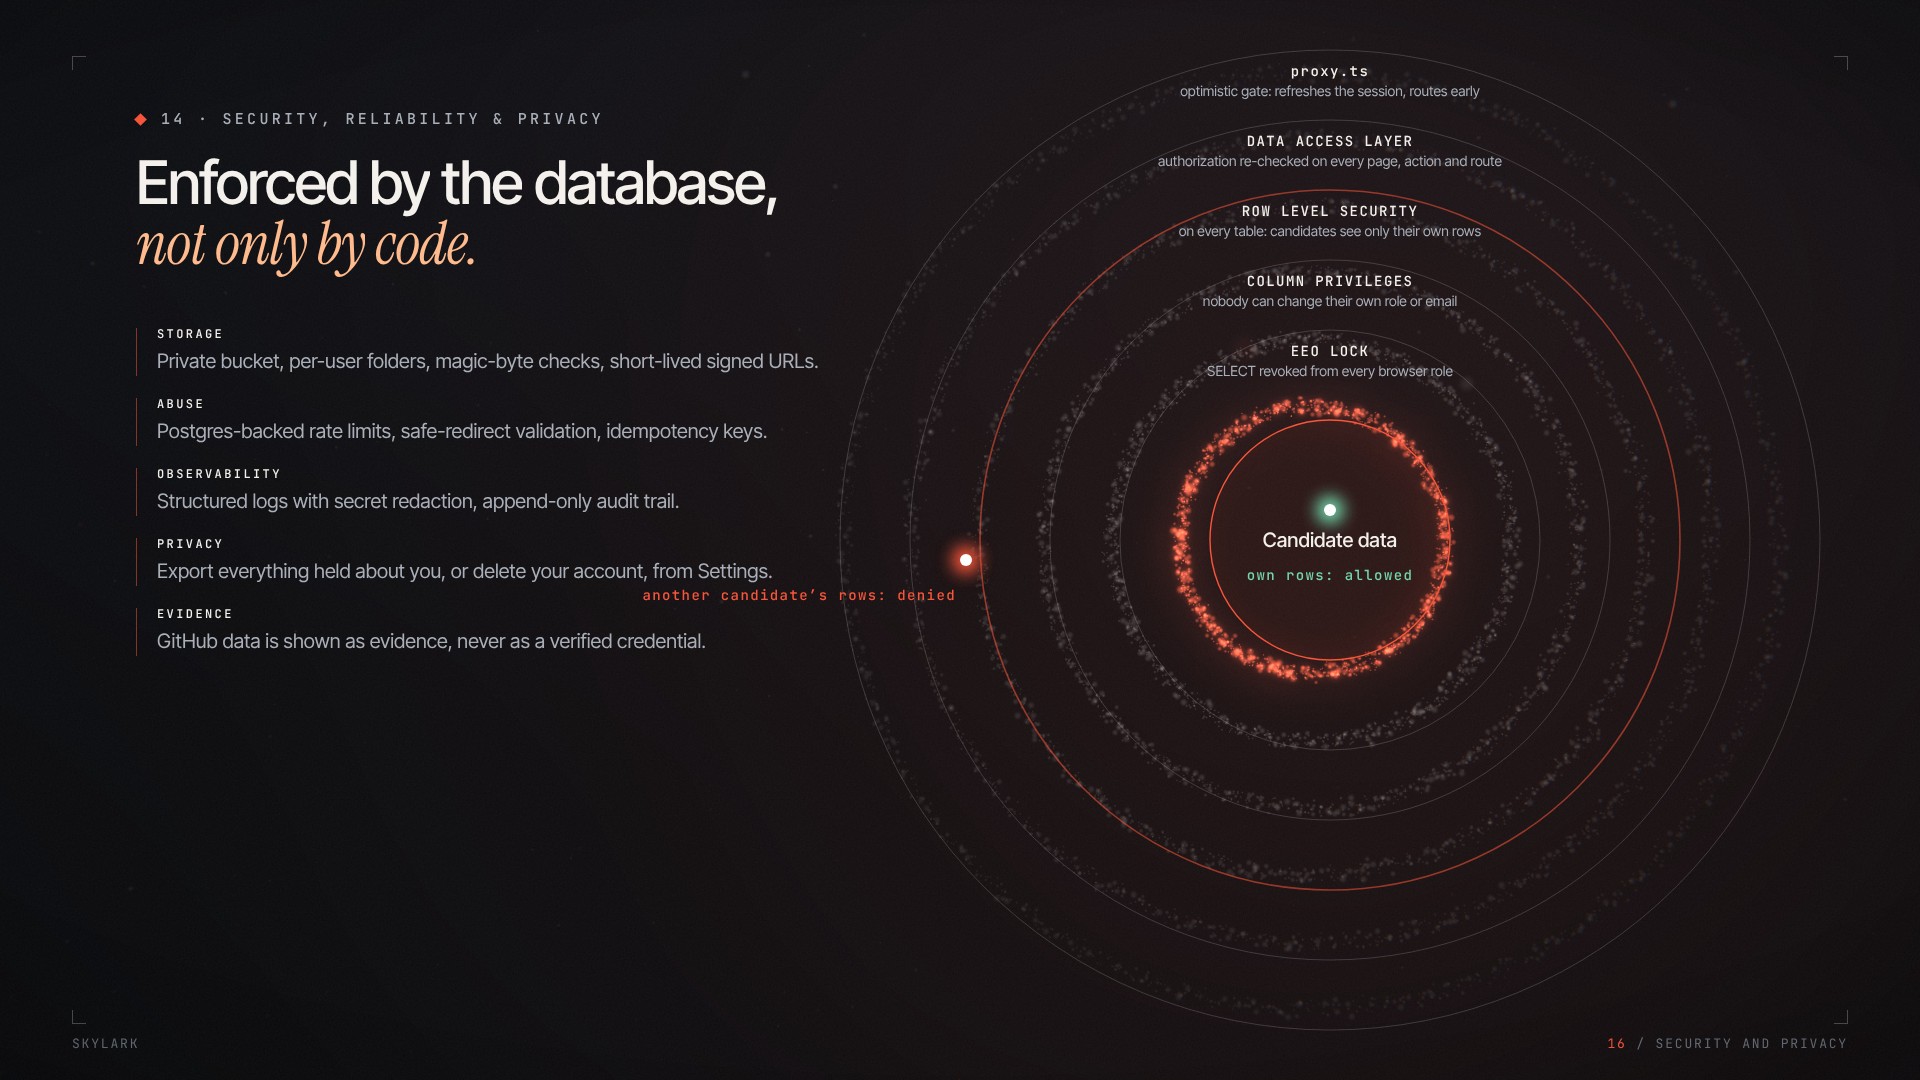 14 · SECURITY, RELIABILITY & PRIVACY
Enforced by the database,
not only by code.
STORAGE
Private bucket, per-user folders, magic-byte checks, short-lived signed URLs.
ABUSE
Postgres-backed rate limits, safe-redirect validation, idempotency keys.
OBSERVABILITY
Structured logs with secret redaction, append-only audit trail.
PRIVACY
Export everything held about you, or delete your account, from Settings.
another candidate’s rows: denied
EVIDENCE
GitHub data is shown as evidence, never as a verified credential.
proxy.ts
optimistic gate: refreshes the session, routes early
DATA ACCESS LAYER
authorization re-checked on every page, action and route
ROW LEVEL SECURITY
on every table: candidates see only their own rows
COLUMN PRIVILEGES
nobody can change their own role or email
EEO LOCK
SELECT revoked from every browser role
Candidate data
own rows: allowed
SKYLARK
16 / SECURITY AND PRIVACY